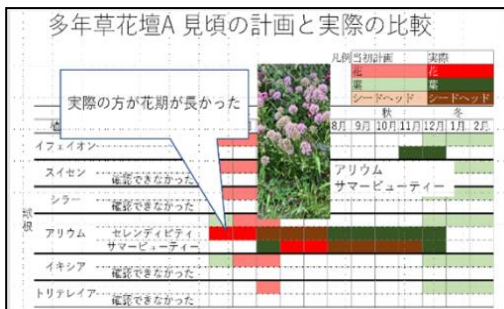 多年草花壇A 見頃の計画と実際の比較
凡例 当初計画 実際
花 花
葉 葉
シードヘッド シードヘッド
実際の方が花期が長かった
秋 冬
8月 9月 10月 11月 12月 1月 2月
イフェイオン
スイセン
確認できなかった
シラー
確認できなかった
球根
アリウム セレンディピティ
サマービューティー
イキシア
確認できなかった
トリテレイア
確認できなかった
アリウム
サマービューティー